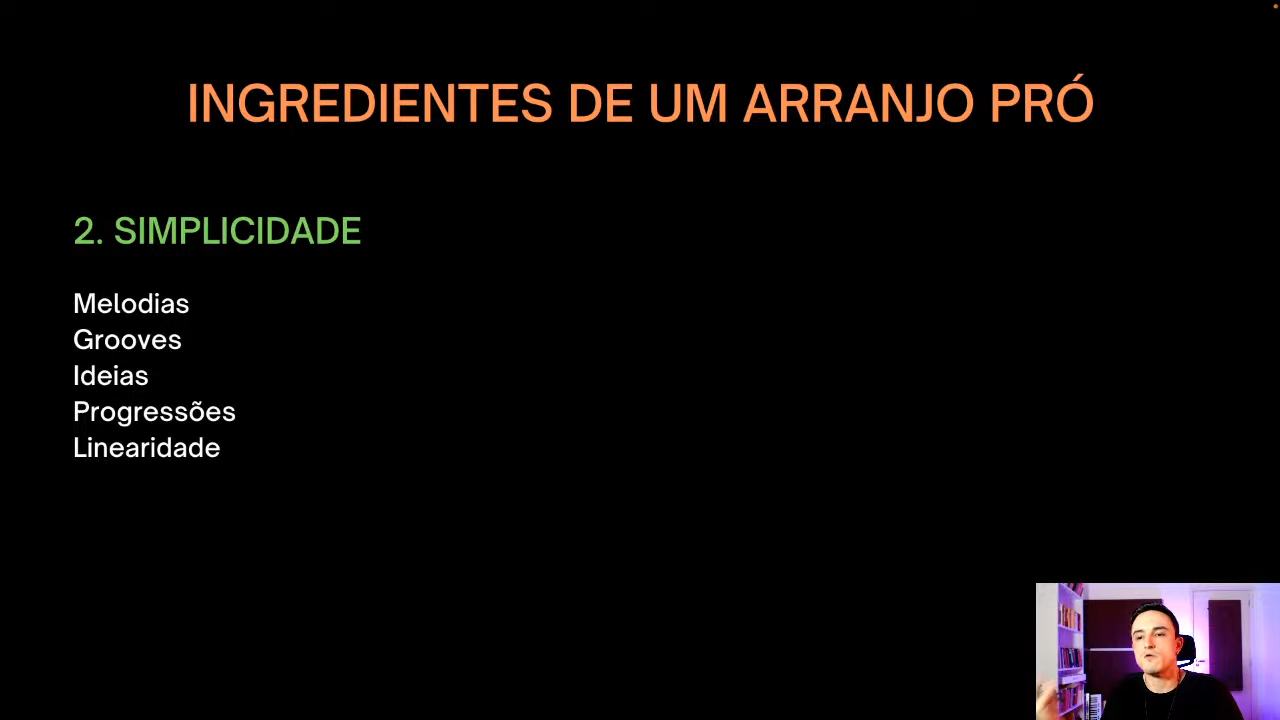 INGREDIENTES DE UM ARRANJO PRÓ
2. SIMPLICIDADE
Melodias
Grooves
Ideias
Progressões
Linearidade